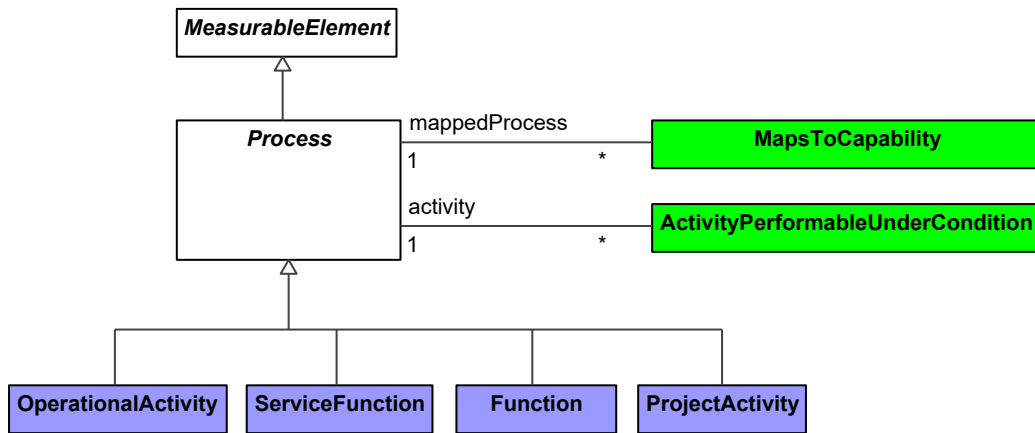 MeasurableElement
Process
mappedProcess
1
*
MapsToCapability
activity
1
*
ActivityPerformableUnderCondition
OperationalActivity
ServiceFunction
Function
ProjectActivity